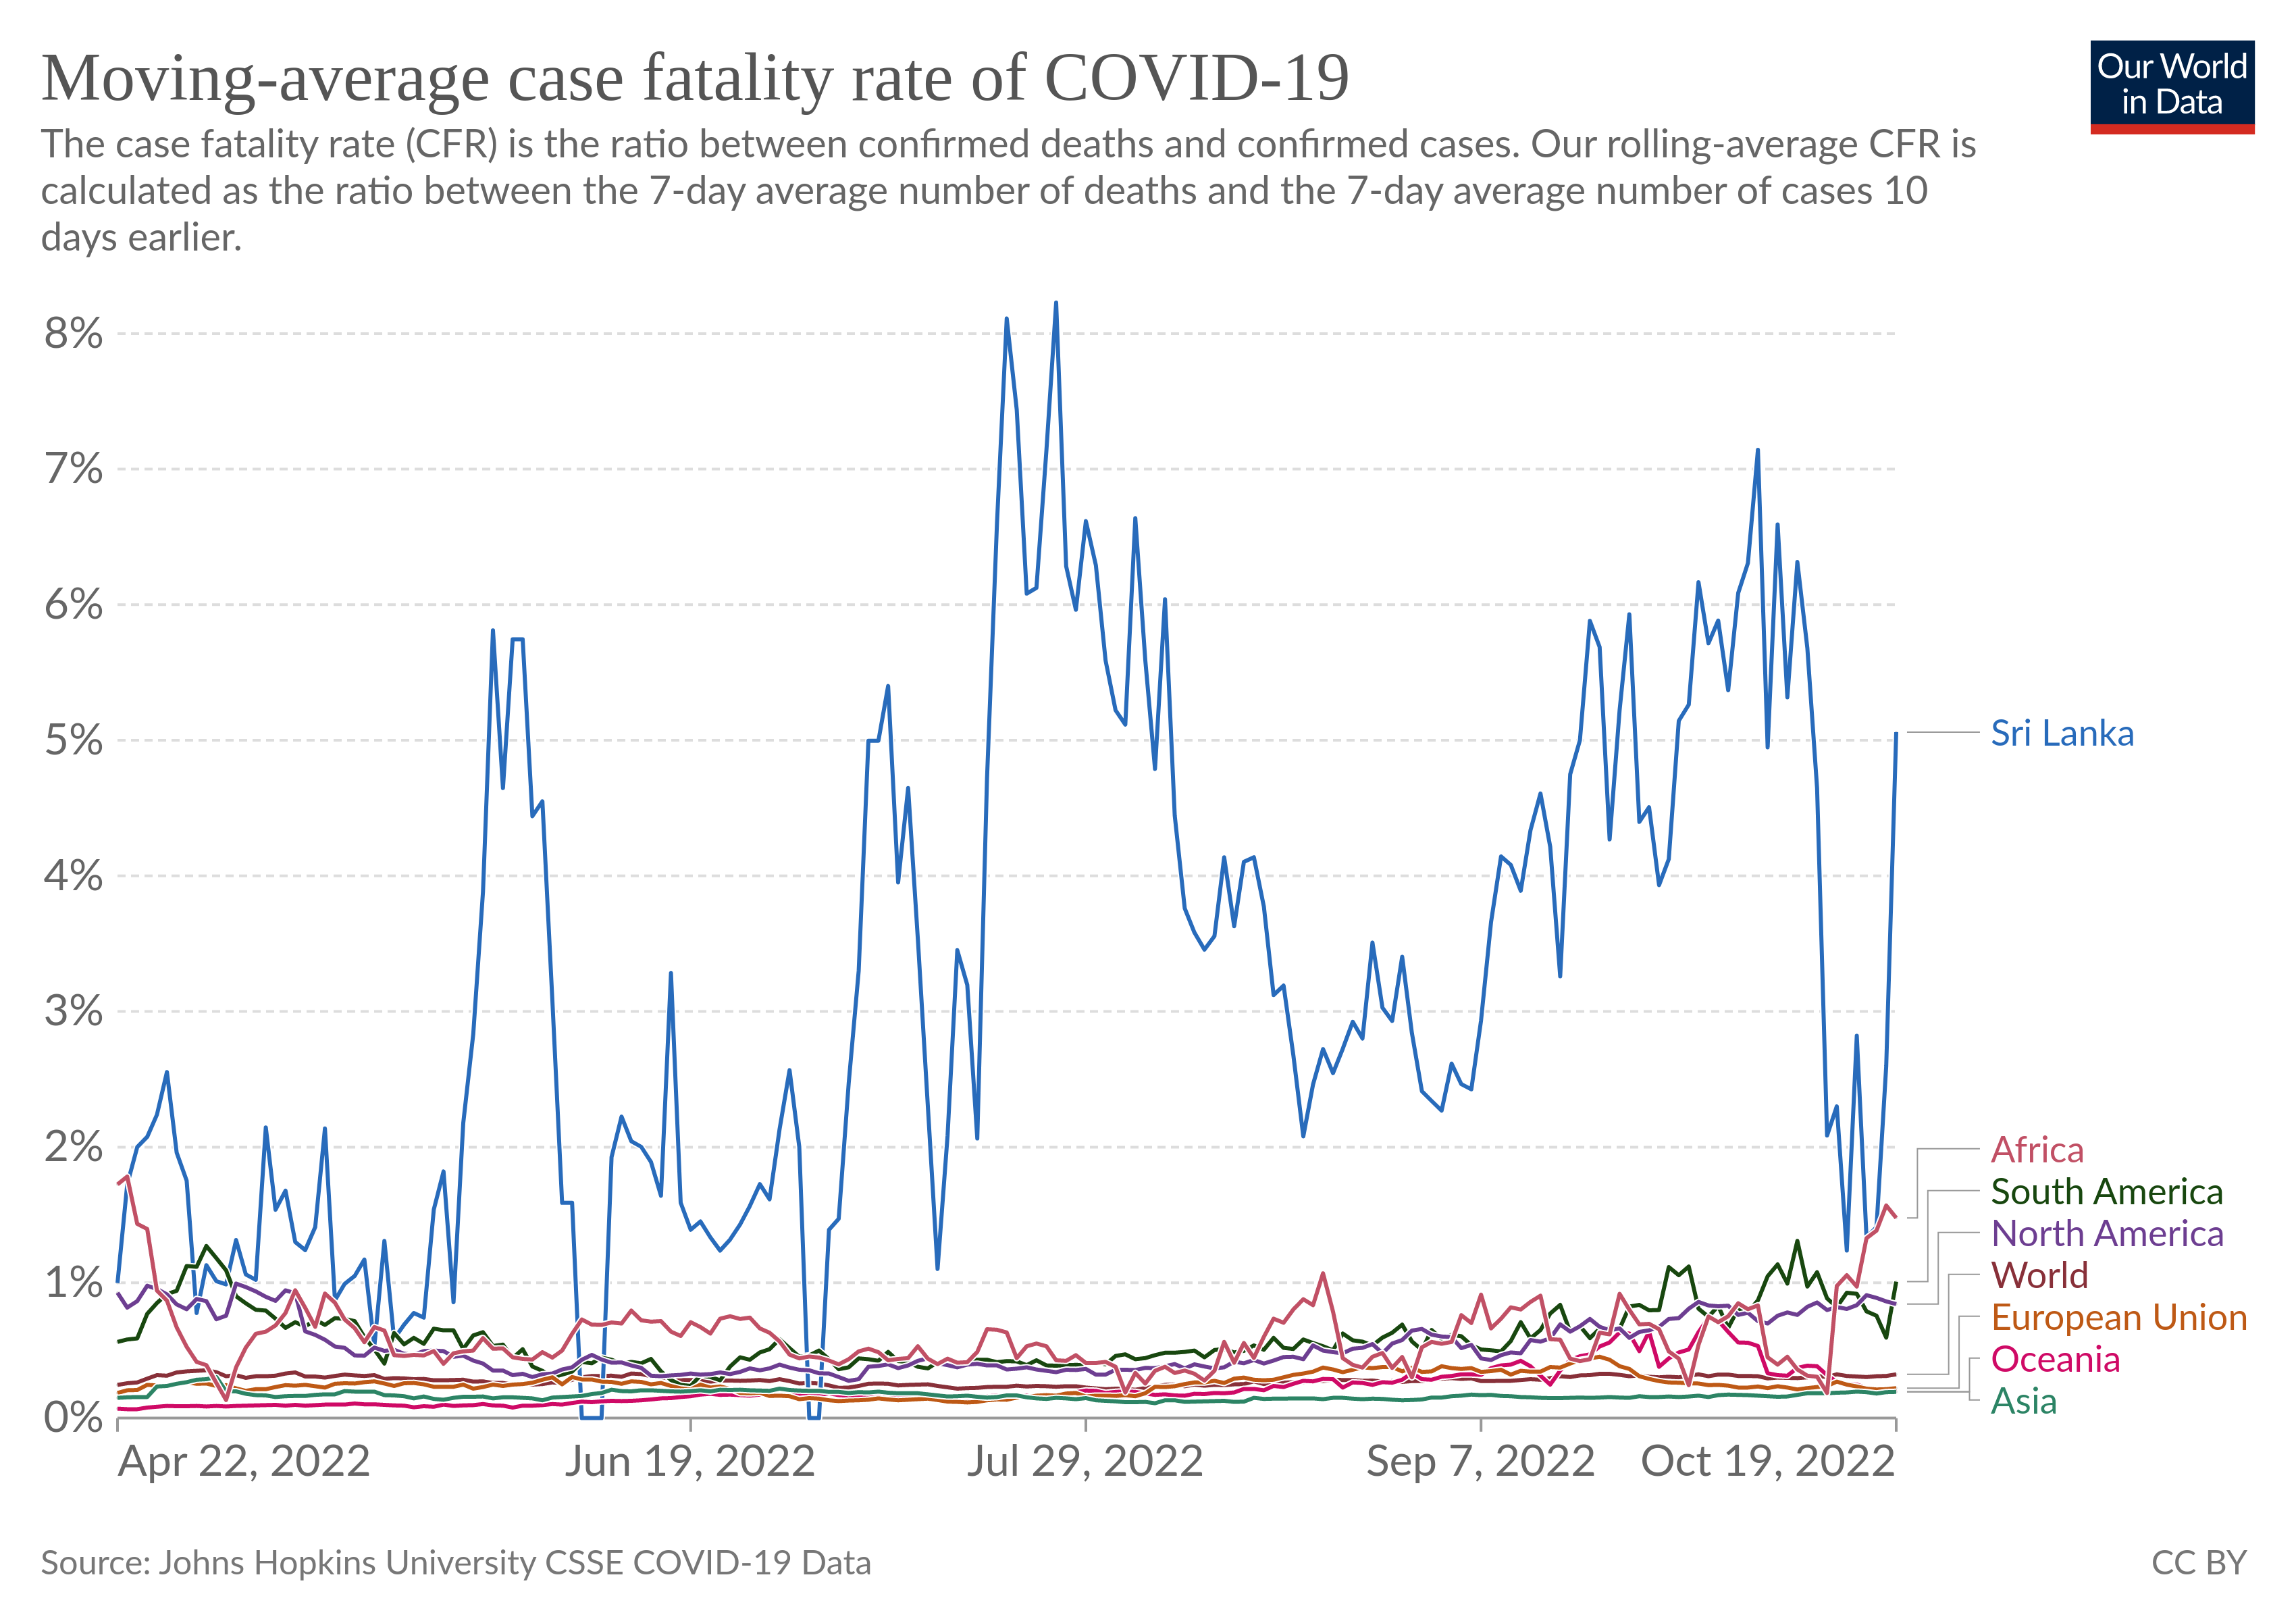 Moving-average case fatality rate of COVID-19
Our World
in Data
The case fatality rate (CFR) is the ratio between confirmed deaths and confirmed cases. Our rolling-average CFR is
calculated as the ratio between the 7-day average number of deaths and the 7-day average number of cases 10
days earlier.
8%
7%
6%
5%
4%
3%
2%
1%
0%
Sri Lanka
Africa
South America
North America
World
European Union
Oceania
Asia
Apr 22, 2022
Jun 19, 2022
Jul 29, 2022
Sep 7, 2022
Oct 19, 2022
Source: Johns Hopkins University CSSE COVID-19 Data
CC BY